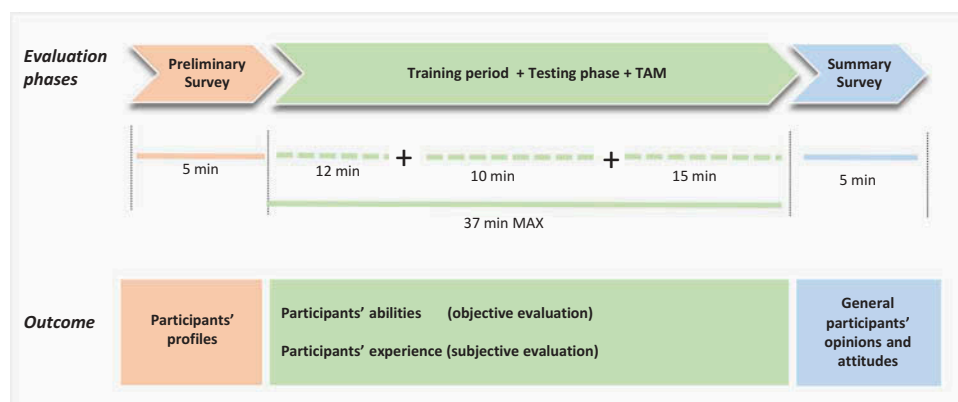 Evaluation
phases
Preliminary
Survey
Training period + Testing phase + TAM
Summary
Survey
5 min
12 min
+
10 min
+
15 min
5 min
37 min MAX
Outcome
Participants'
profiles
Participants' abilities (objective evaluation)
Participants' experience (subjective evaluation)
General
participants'
opinions and
attitudes